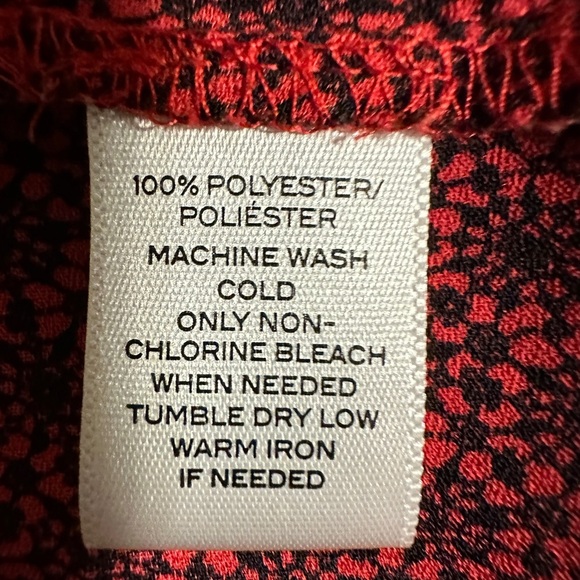 100% POLYESTER/
POLIÉSTER
MACHINE WASH
COLD
ONLY NON-
CHLORINE BLEACH
WHEN NEEDED
TUMBLE DRY LOW
WARM IRON
IF NEEDED